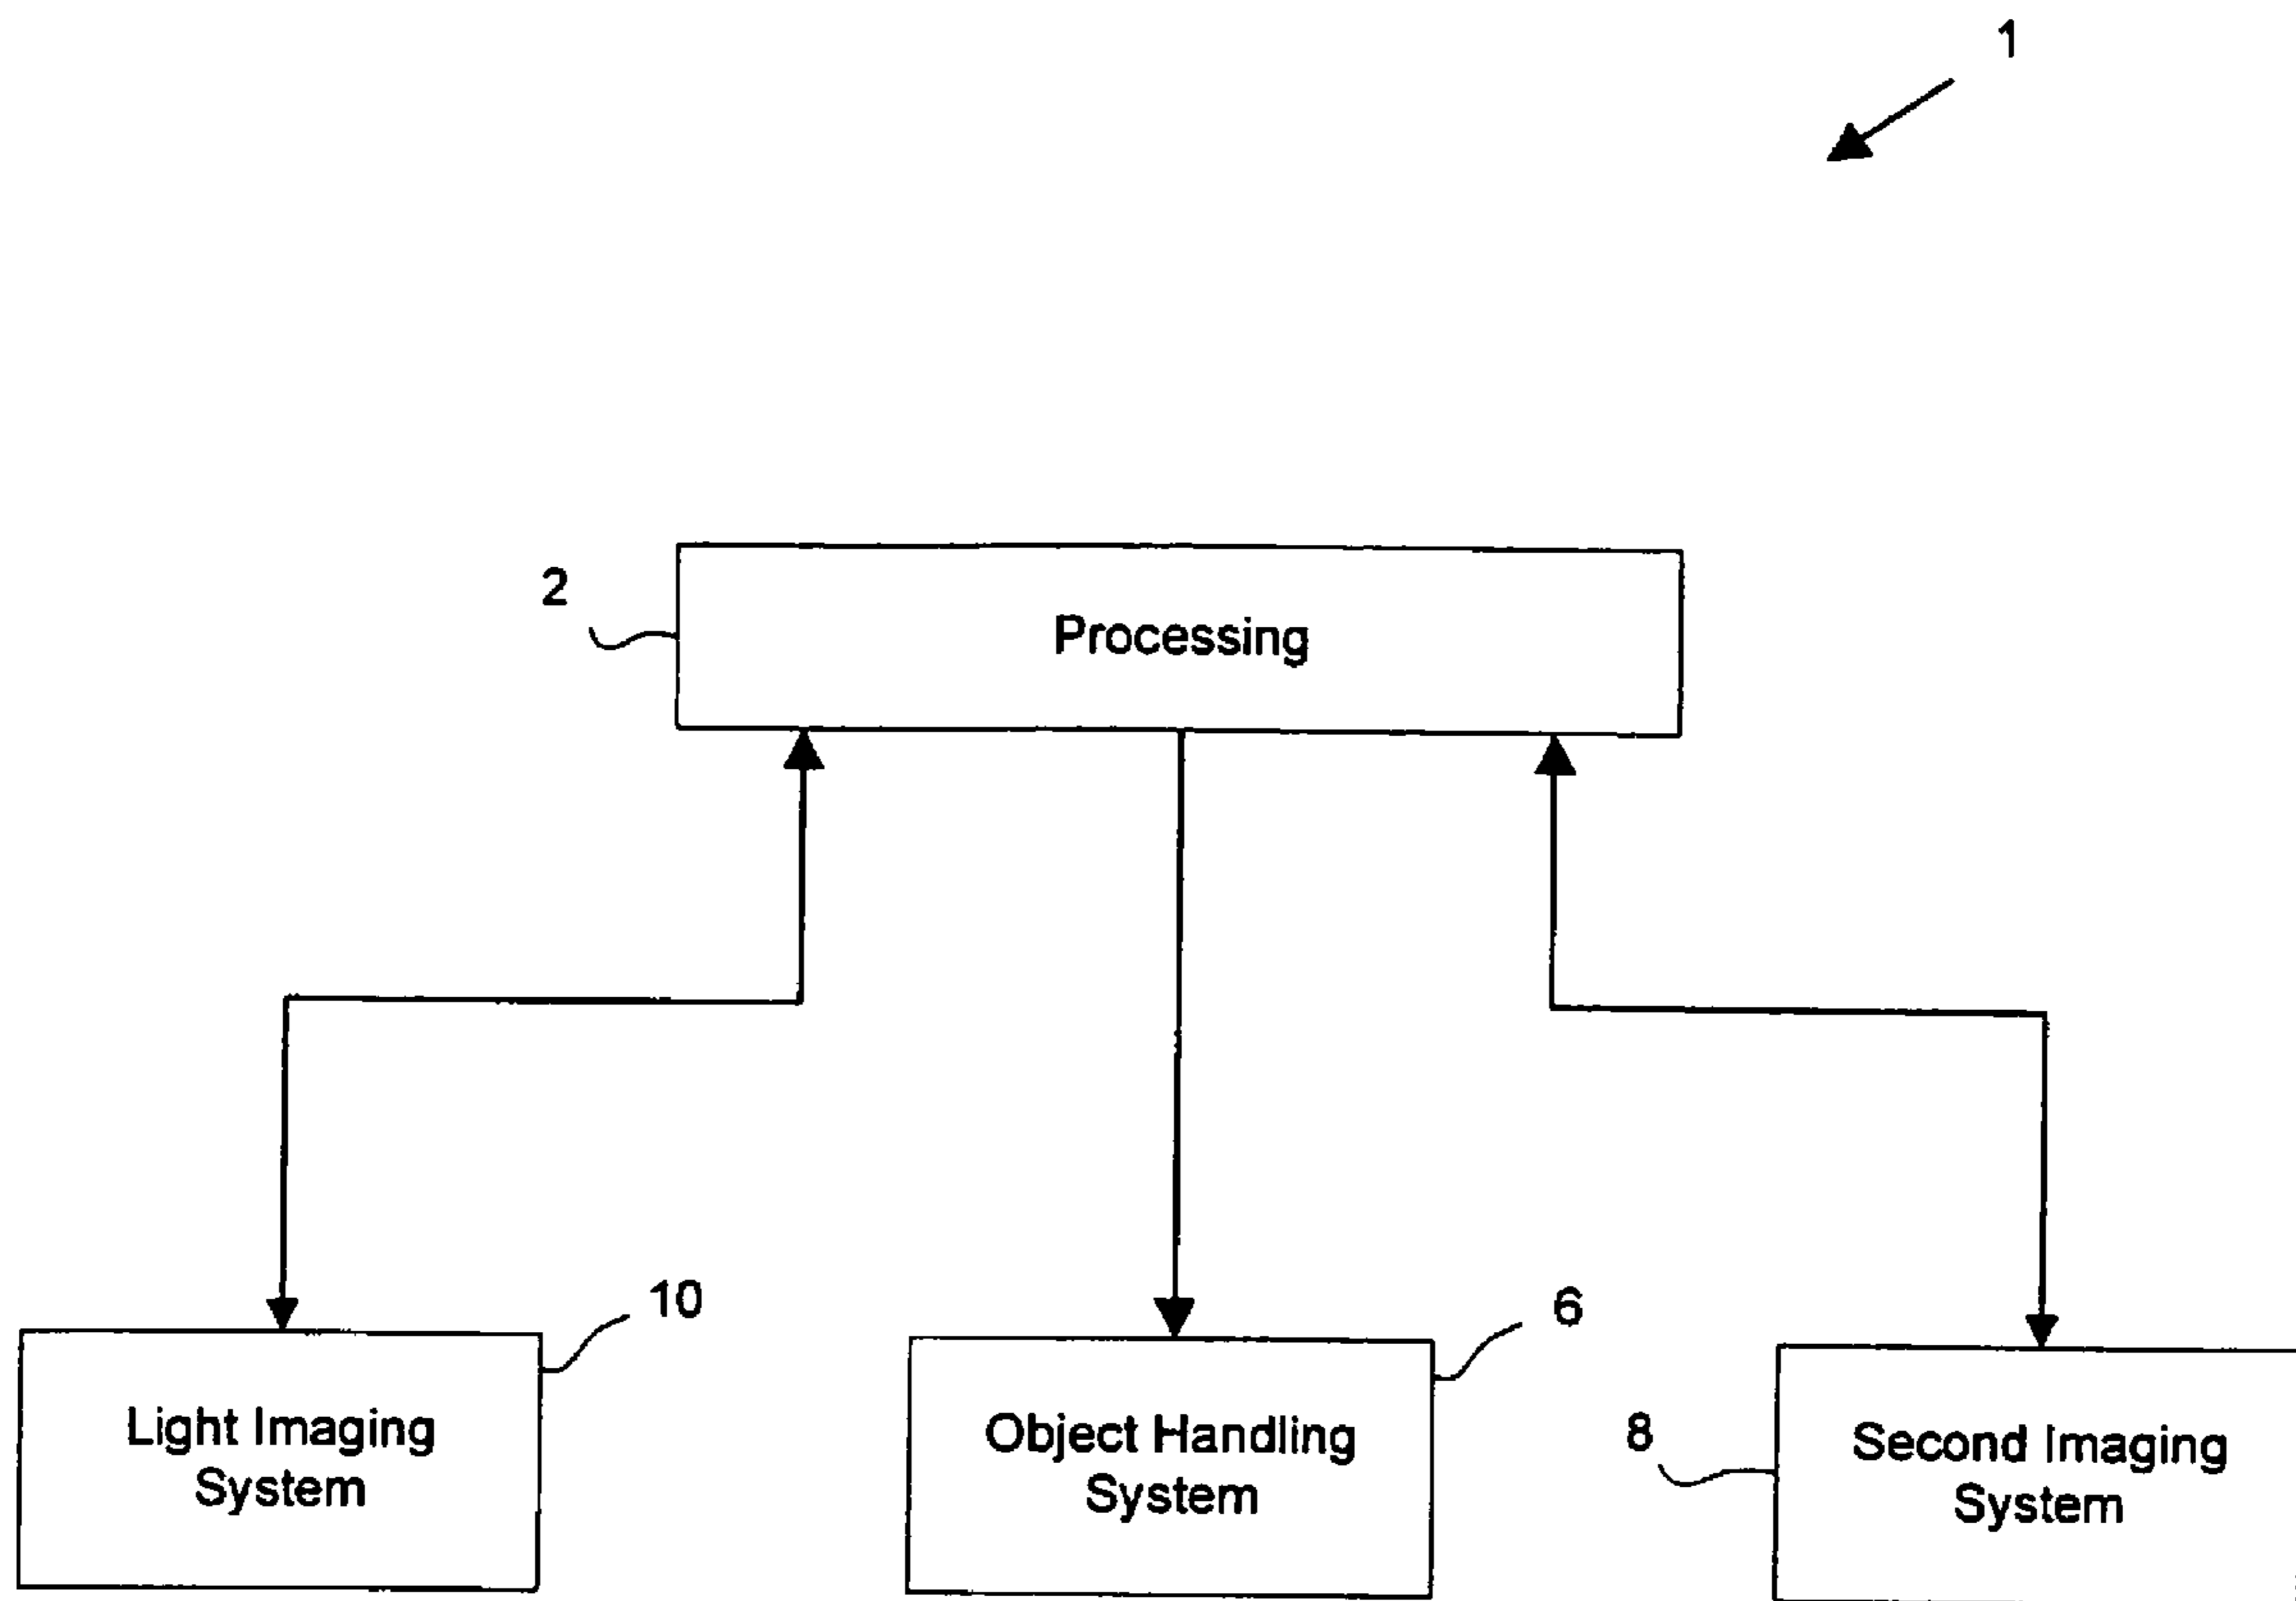 1
2
Processing
10
6
Light Imaging
System
Object Handling
System
8
Second Imaging
System